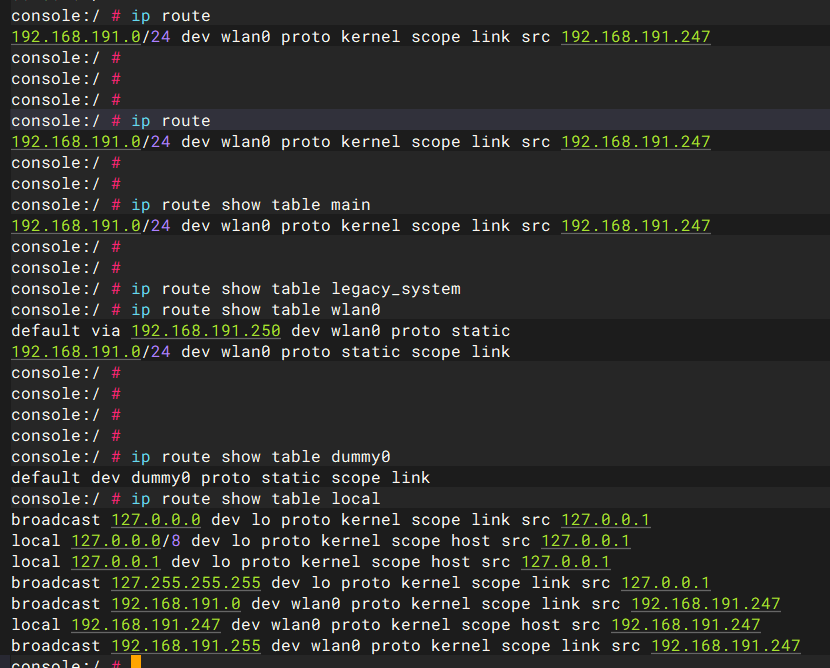 console:/ # ip route
192.168.191.0/24 dev wlan0 proto kernel scope link src 192.168.191.247
console:/ #
console:/ #
console:/ #
console:/ # ip route
192.168.191.0/24 dev wlan0 proto kernel scope link src 192.168.191.247
console:/ #
console:/ #
console:/ # ip route show table main
192.168.191.0/24 dev wlan0 proto kernel scope link src 192.168.191.247
console:/ #
console:/ #
console:/ # ip route show table legacy_system
console:/ # ip route show table wlan0
default via 192.168.191.250 dev wlan0 proto static
192.168.191.0/24 dev wlan0 proto static scope link
console:/ #
console:/ #
console:/ #
console:/ #
console:/ # ip route show table dummy0
default dev dummy0 proto static scope link
console:/ # ip route show table local
broadcast 127.0.0.0 dev lo proto kernel scope link src 127.0.0.1
local 127.0.0.0/8 dev lo proto kernel scope host src 127.0.0.1
local 127.0.0.1 dev lo proto kernel scope host src 127.0.0.1
broadcast 127.255.255.255 dev lo proto kernel scope link src 127.0.0.1
broadcast 192.168.191.0 dev wlan0 proto kernel scope link src 192.168.191.247
local 192.168.191.247 dev wlan0 proto kernel scope host src 192.168.191.247
broadcast 192.168.191.255 dev wlan0 proto kernel scope link src 192.168.191.247
console:/ #